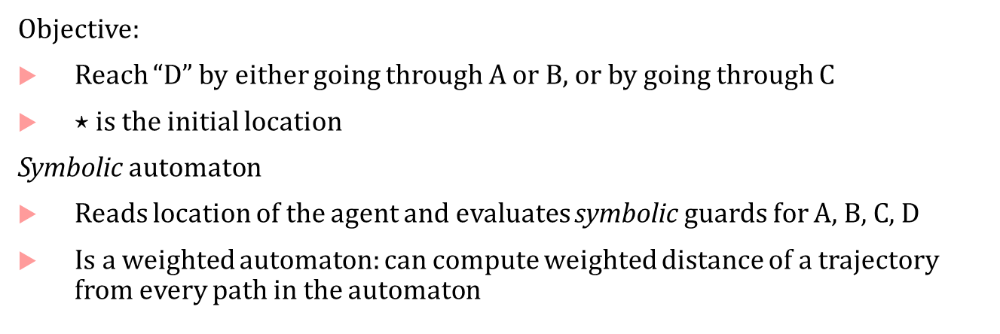 Objective:
Reach “D” by either going through A or B, or by going through C
⋆ is the initial location
Symbolic automaton
Reads location of the agent and evaluates symbolic guards for A, B, C, D
Is a weighted automaton: can compute weighted distance of a trajectory
from every path in the automaton